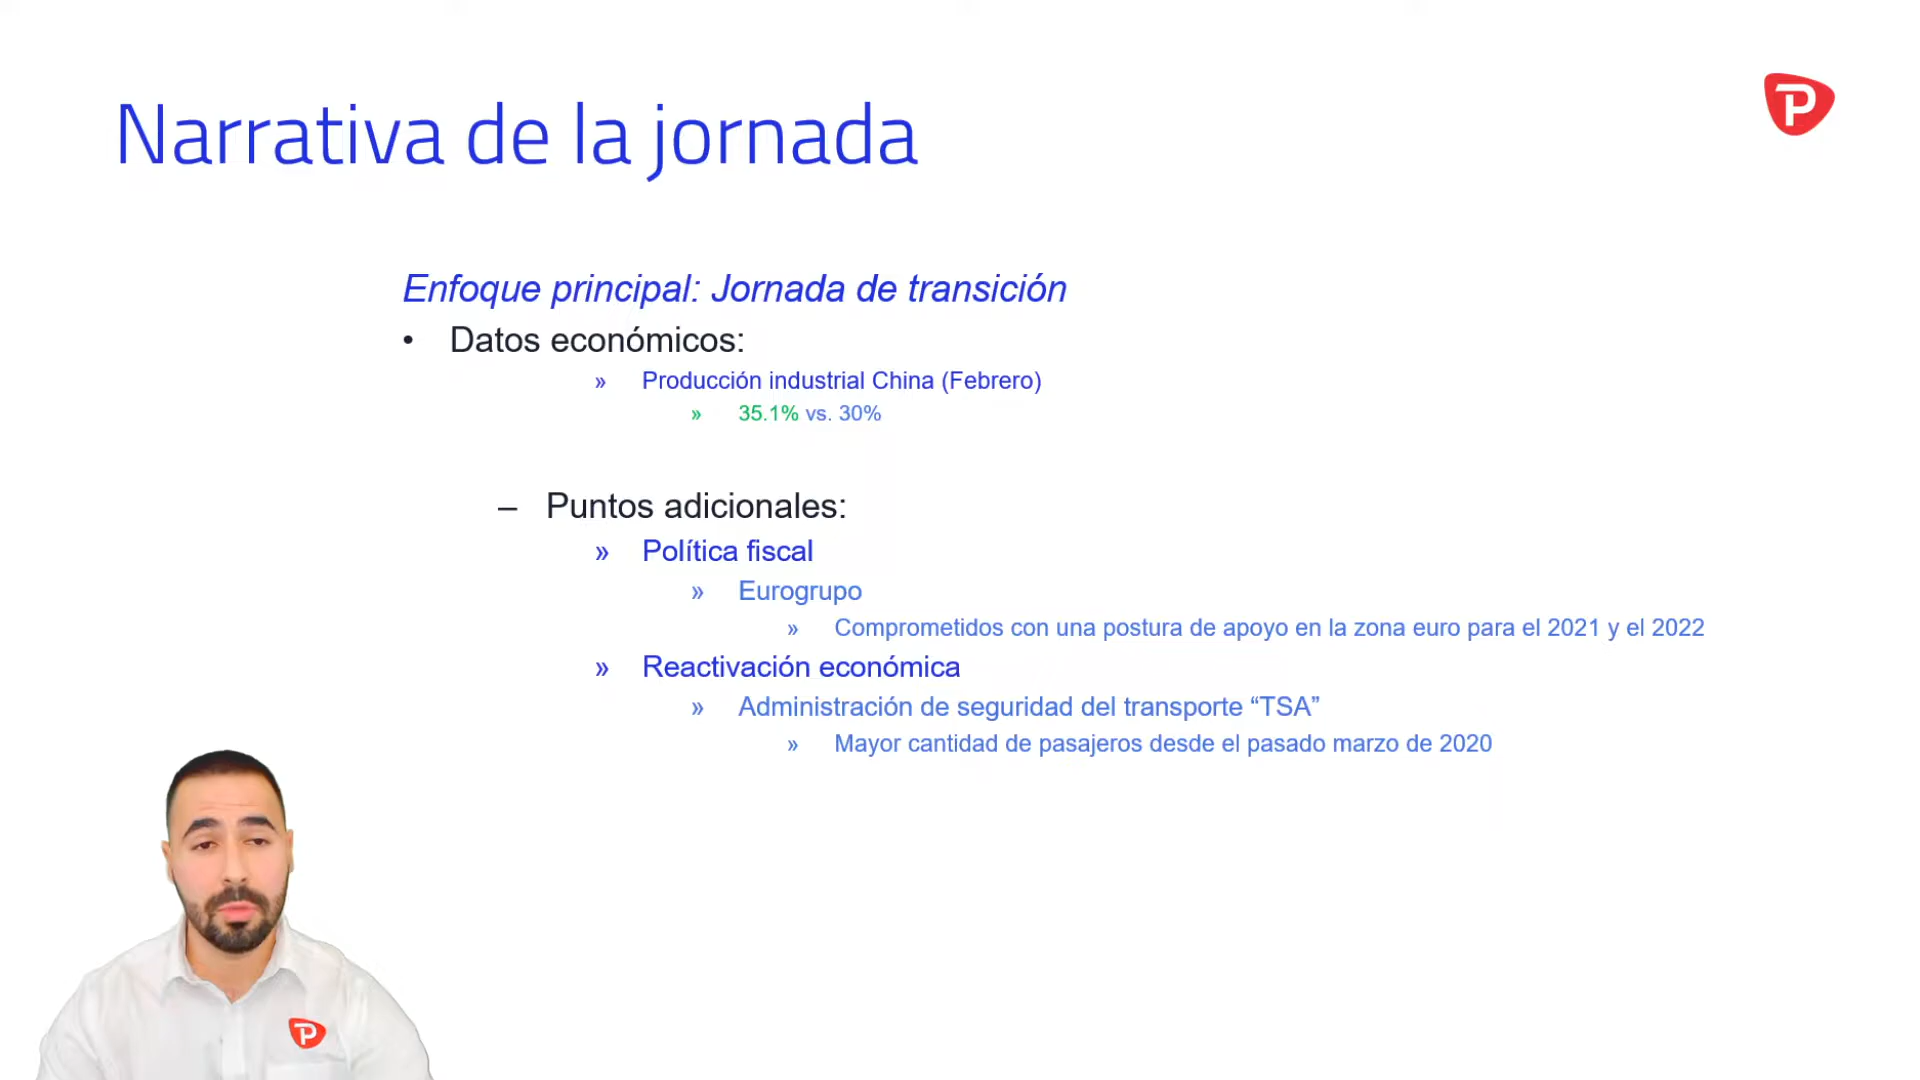 Narrativa de la jornada
P
Enfoque principal: Jornada de transición
• Datos económicos:
» Producción industrial China (Febrero)
» 35.1% vs. 30%
– Puntos adicionales:
» Política fiscal
» Eurogrupo
» Comprometidos con una postura de apoyo en la zona euro para el 2021 y el 2022
» Reactivación económica
» Administración de seguridad del transporte “TSA”
» Mayor cantidad de pasajeros desde el pasado marzo de 2020
P